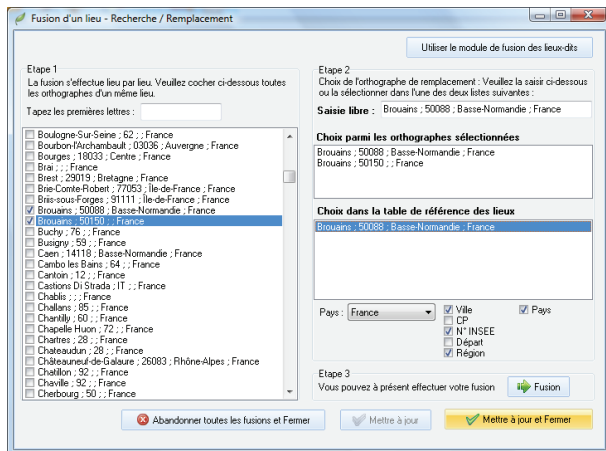 Fusion d'un lieu - Recherche / Remplacement
Utiliser le module de fusion des lieux-dits
Etape 1
La fusion s'effectue lieu par lieu. Veuillez cocher ci-dessous toutes
les orthographes d'un même lieu.
Tapez les premières lettres :
Boulogne-Sur-Seine ; 62 ; ; France
Bourbon-l'Archambault ; 03036 ; Auvergne ; France
Bourges ; 18033 ; Centre ; France
Brai ; ; ; France
Brest ; 29019 ; Bretagne ; France
Brie-Comte-Robert ; 77053 ; Île-de-France ; France
Briis-sous-Forges ; 91111 ; Île-de-France ; France
Brouains ; 50088 ; Basse-Normandie ; France
Brouains ; 50150 ; ; France
Buchy ; 76 ; ; France
Busigny ; 59 ; ; France
Caen ; 14118 ; Basse-Normandie ; France
Cambo les Bains ; 64 ; ; France
Cantoin ; 12 ; ; France
Castions Di Strada ; IT ; ; France
Chablis ; ; ; France
Challans ; 85 ; ; France
Chantilly ; 60 ; ; France
Chapelle Huon ; 72 ; ; France
Chartres ; 28 ; ; France
Chateaudun ; 28 ; ; France
Châteauneuf-de-Galaure ; 26083 ; Rhône-Alpes ; France
Chatillon ; 92 ; ; France
Chaville ; 92 ; ; France
Cherbourg ; 50 ; ; France
Etape 2
Choix de l'orthographe de remplacement : Veuillez la saisir ci-dessous
ou la sélectionner dans l'une des deux listes suivantes :
Saisie libre : Brouains ; 50088 ; Basse-Normandie ; France
Choix parmi les orthographes sélectionnées
Brouains ; 50088 ; Basse-Normandie ; France
Brouains ; 50150 ; ; France
Choix dans la table de référence des lieux
Brouains ; 50088 ; Basse-Normandie ; France
Pays : France
Ville
Pays
CP
N° INSEE
Départ
Région
Etape 3
Vous pouvez à présent effectuer votre fusion
Fusion
Abandonner toutes les fusions et Fermer
Mettre à jour
Mettre à jour et Fermer